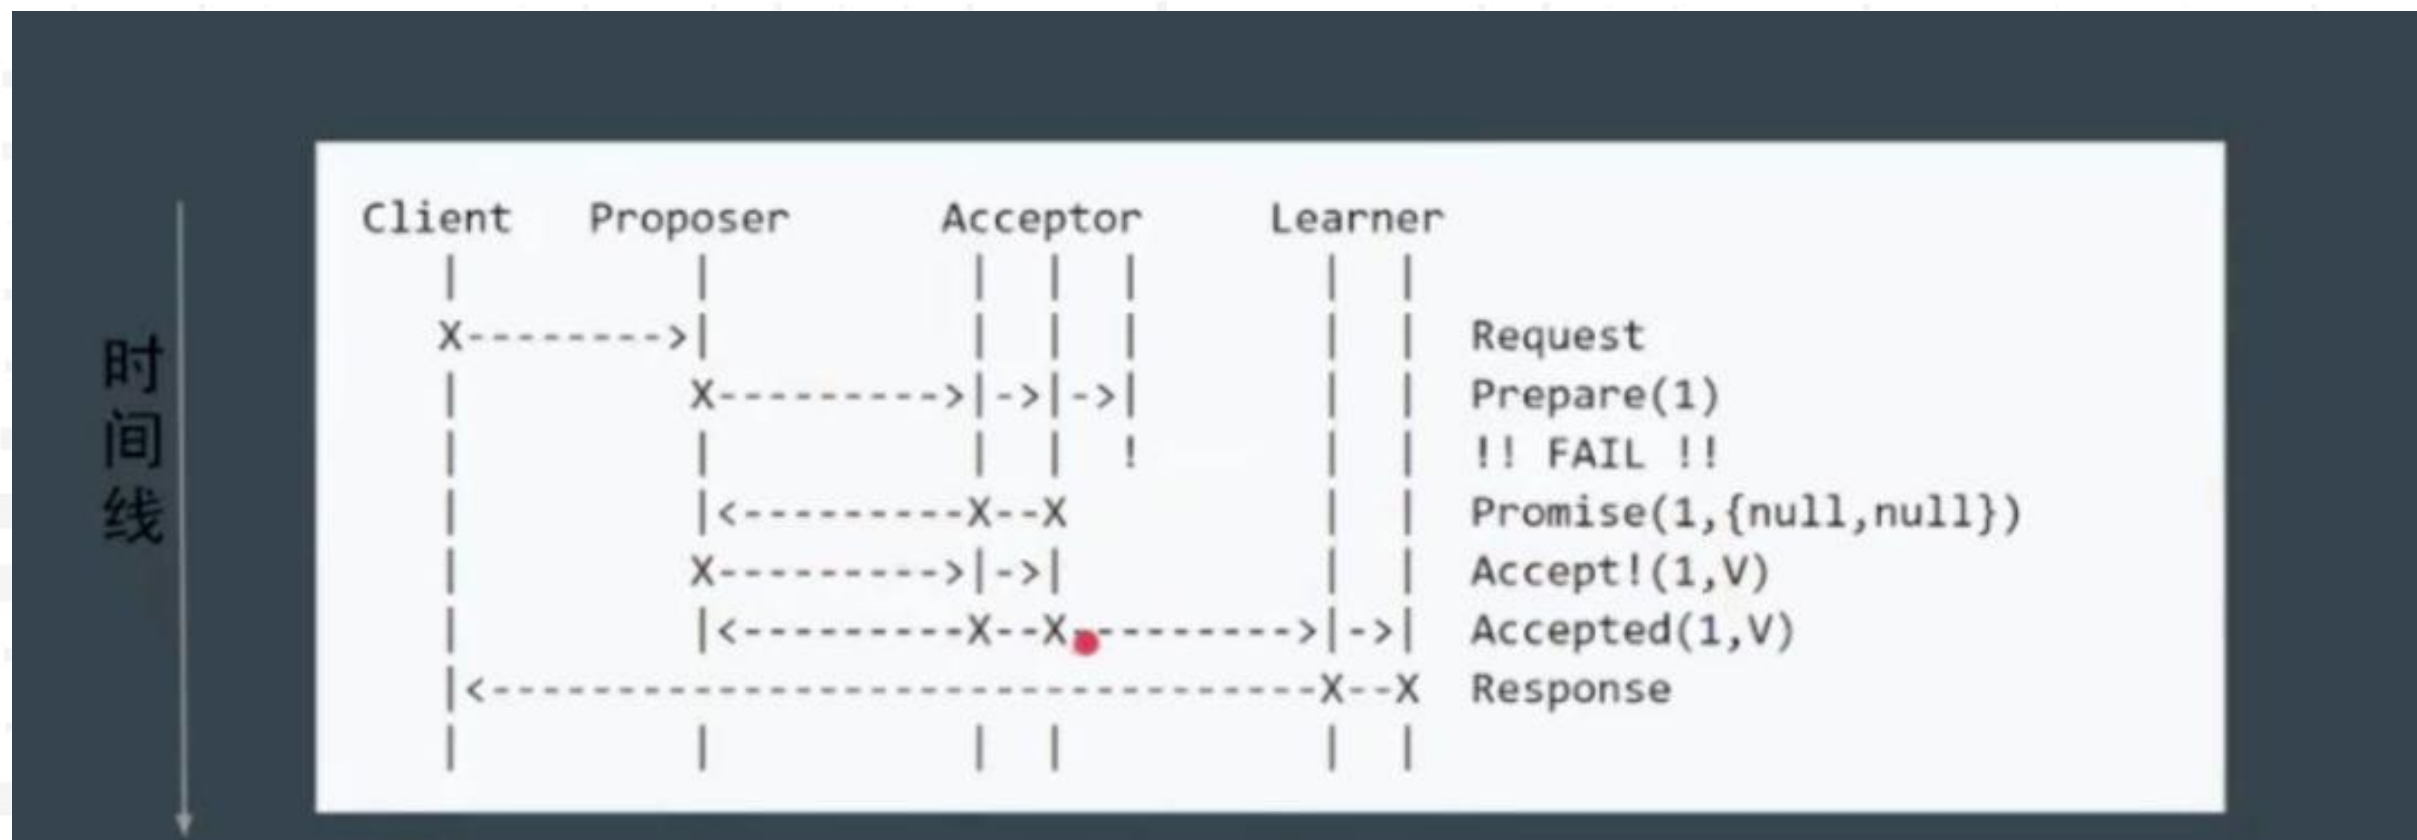 时间线
Client Proposer Acceptor Learner
| | | | | | |
X-------->| | | | | | Request
| X--------->|->|->| | | Prepare(1)
| | | | ! | | !! FAIL !!
| |<---------X--X | | Promise(1,{null,null})
| X--------->|->| | | Accept!(1,V)
| |<---------X--X--------->|->| Accepted(1,V)
|<---------------------------------X--X Response
| | | | | |